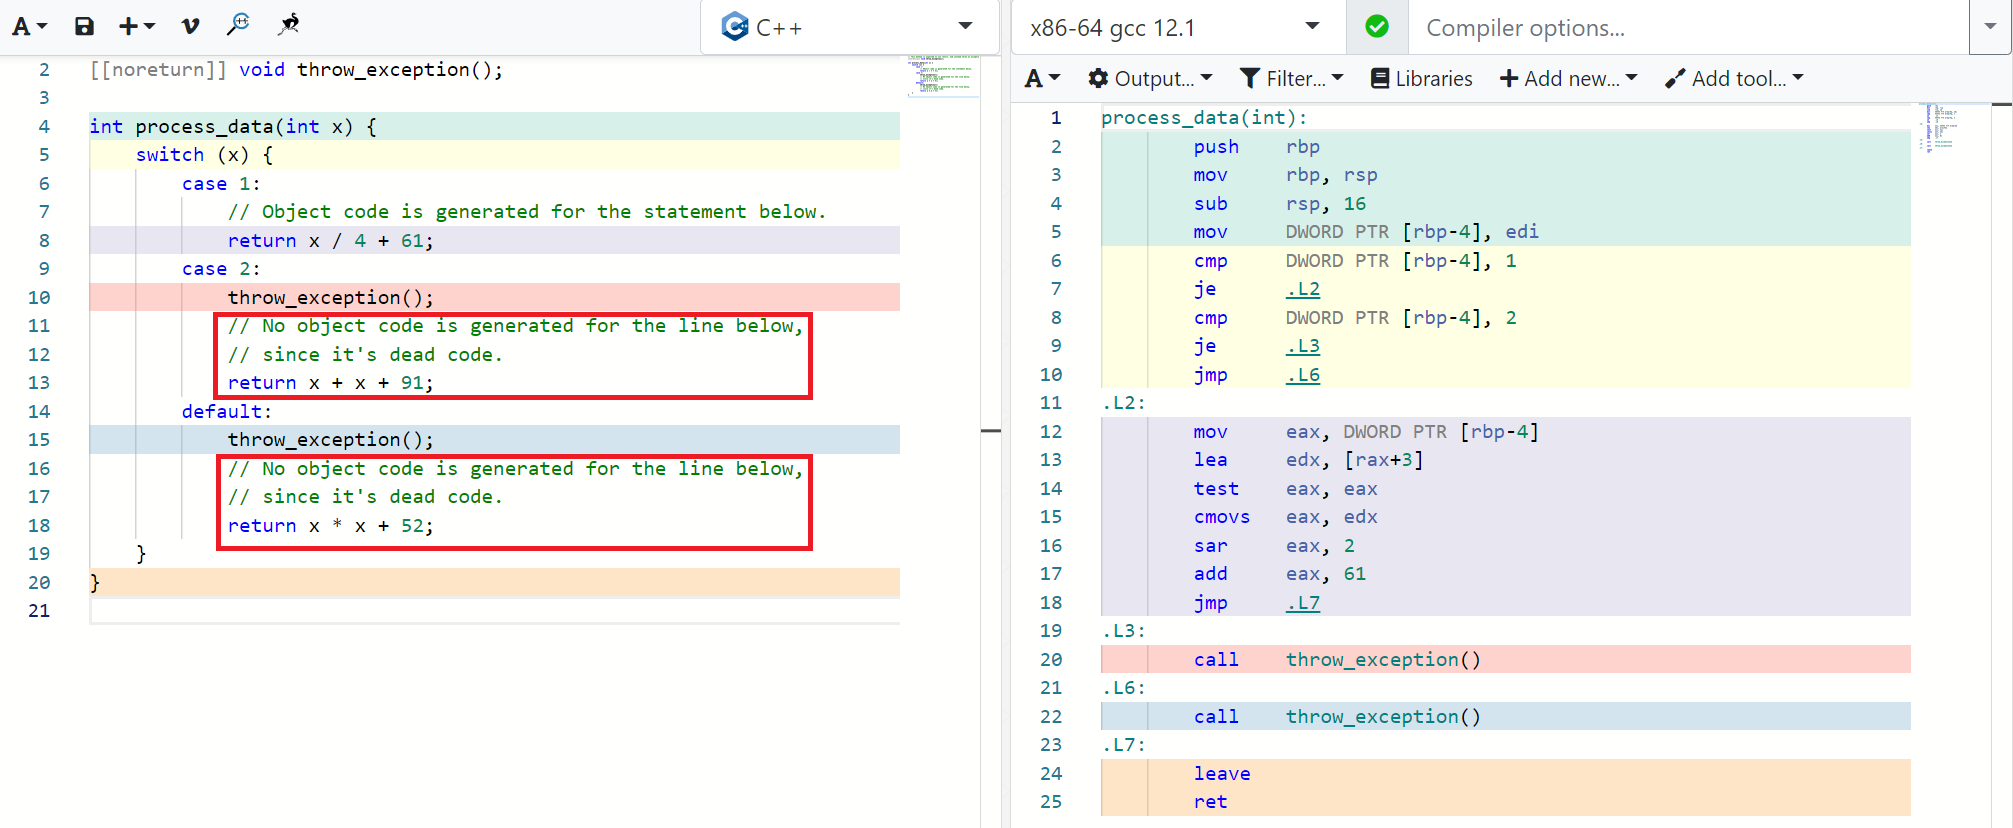 A
C++
x86-64 gcc 12.1
Compiler options...
A
Output...
Filter...
Libraries
Add new...
Add tool...
2 [[noreturn]] void throw_exception();
3
4 int process_data(int x) {
5 switch (x) {
6 case 1:
7 // Object code is generated for the statement below.
8 return x / 4 + 61;
9 case 2:
10 throw_exception();
11 // No object code is generated for the line below,
12 // since it's dead code.
13 return x + x + 91;
14 default:
15 throw_exception();
16 // No object code is generated for the line below,
17 // since it's dead code.
18 return x * x + 52;
19 }
20 }
21
1 process_data(int):
2 push rbp
3 mov rbp, rsp
4 sub rsp, 16
5 mov DWORD PTR [rbp-4], edi
6 cmp DWORD PTR [rbp-4], 1
7 je .L2
8 cmp DWORD PTR [rbp-4], 2
9 je .L3
10 jmp .L6
11 .L2:
12 mov eax, DWORD PTR [rbp-4]
13 lea edx, [rax+3]
14 test eax, eax
15 cmovs eax, edx
16 sar eax, 2
17 add eax, 61
18 jmp .L7
19 .L3:
20 call throw_exception()
21 .L6:
22 call throw_exception()
23 .L7:
24 leave
25 ret